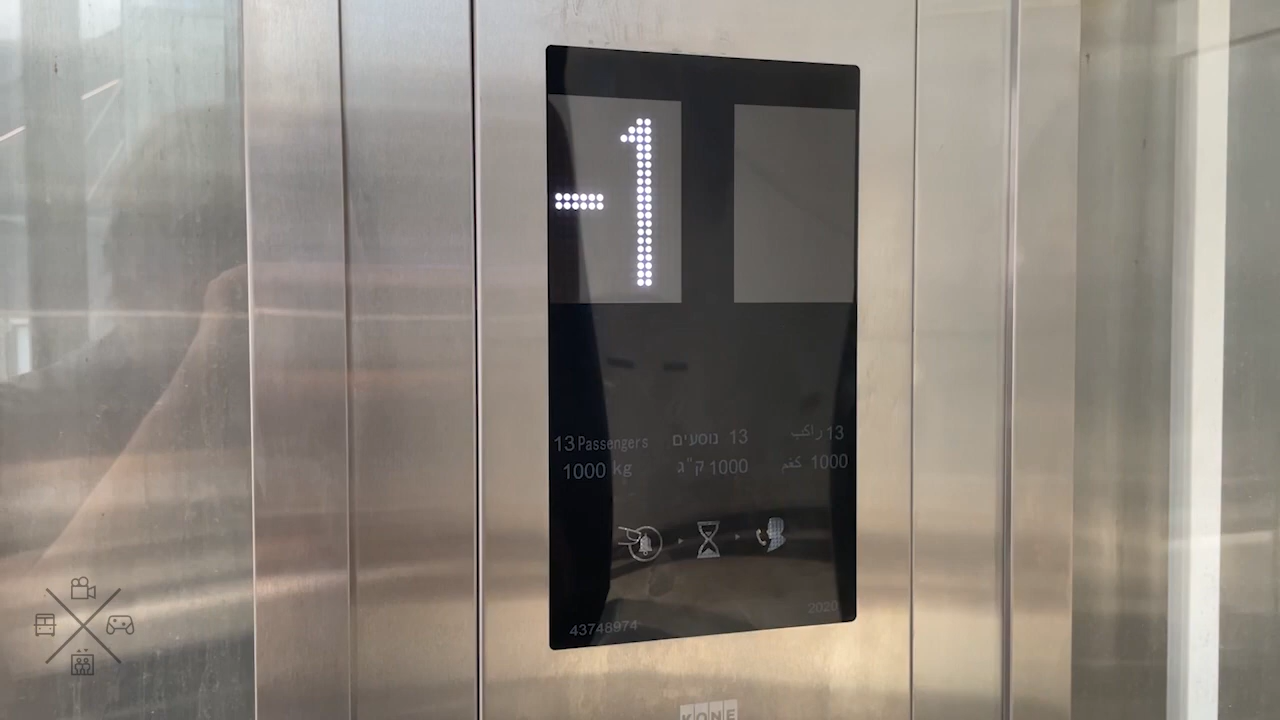 -1
13 Passengers
1000 kg
13 נוסעים
1000 ק"ג
13 راكب
1000 كغم
43748974
2020
KONE